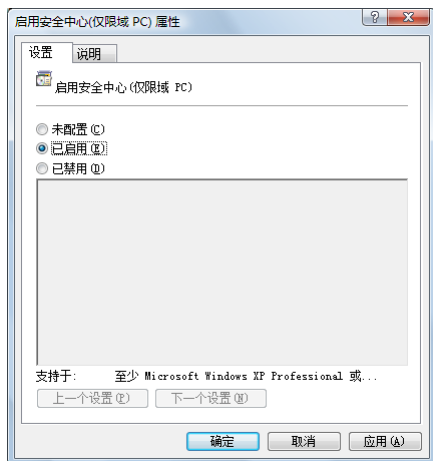 启用安全中心(仅限域 PC) 属性
设置 说明
启用安全中心(仅限域 PC)
未配置(C)
已启用(E)
已禁用(D)
支持于: 至少 Microsoft Windows XP Professional 或...
上一个设置(P) 下一个设置(N)
确定 取消 应用(A)